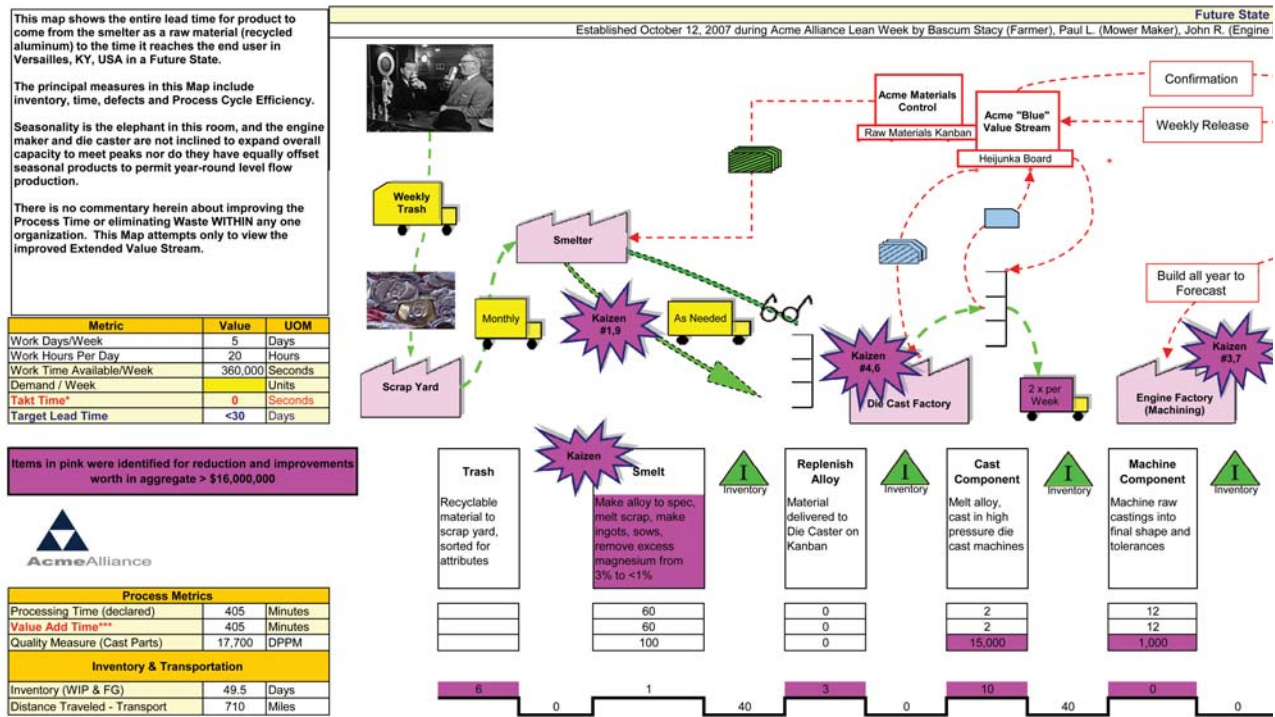 This map shows the entire lead time for product to
come from the smelter as a raw material (recycled
aluminum) to the time it reaches the end user in
Versailles, KY, USA in a Future State.
The principal measures in this Map include
inventory, time, defects and Process Cycle Efficiency.
Seasonality is the elephant in this room, and the engine
maker and die caster are not inclined to expand overall
capacity to meet peaks nor do they have equally offset
seasonal products to permit year-round level flow
production.
There is no commentary herein about improving the
Process Time or eliminating Waste WITHIN any one
organization. This Map attempts only to view the
improved Extended Value Stream.
Future State
Established October 12, 2007 during Acme Alliance Lean Week by Bascum Stacy (Farmer), Paul L. (Mower Maker), John R. (Engine
Weekly
Trash
Smelter
Monthly
Scrap Yard
Kaizen
#1,9
As Needed
Acme Materials
Control
Raw Materials Kanban
Acme "Blue"
Value Stream
Heijunka Board
Confirmation
Weekly Release
Build all year to
Forecast
Kaizen
#4,6
Die Cast Factory
2 x per
Week
Kaizen
#3,7
Engine Factory
(Machining)
Metric Value UOM
Work Days/Week 5 Days
Work Hours Per Day 20 Hours
Work Time Available/Week 360,000 Seconds
Demand / Week Units
Takt Time* 0 Seconds
Target Lead Time <30 Days
Items in pink were identified for reduction and improvements
worth in aggregate > $16,000,000
AcmeAlliance
Process Metrics
Processing Time (declared) 405 Minutes
Value Add Time*** 405 Minutes
Quality Measure (Cast Parts) 17,700 DPPM
Inventory & Transportation
Inventory (WIP & FG) 49.5 Days
Distance Traveled - Transport 710 Miles
Trash
Recyclable
material to
scrap yard,
sorted for
attributes
Kaizen
Smelt
Make alloy to spec,
melt scrap, make
ingots, sows,
remove excess
magnesium from
3% to <1%
I
Inventory
Replenish
Alloy
Material
delivered to
Die Caster on
Kanban
I
Inventory
Cast
Component
Melt alloy,
cast in high
pressure die
cast machines
I
Inventory
Machine
Component
Machine raw
castings into
final shape and
tolerances
I
Inventory
60 0 2 12
60 0 2 12
100 0 15,000 1,000
6 1 3 10 0
0 40 0 40 0